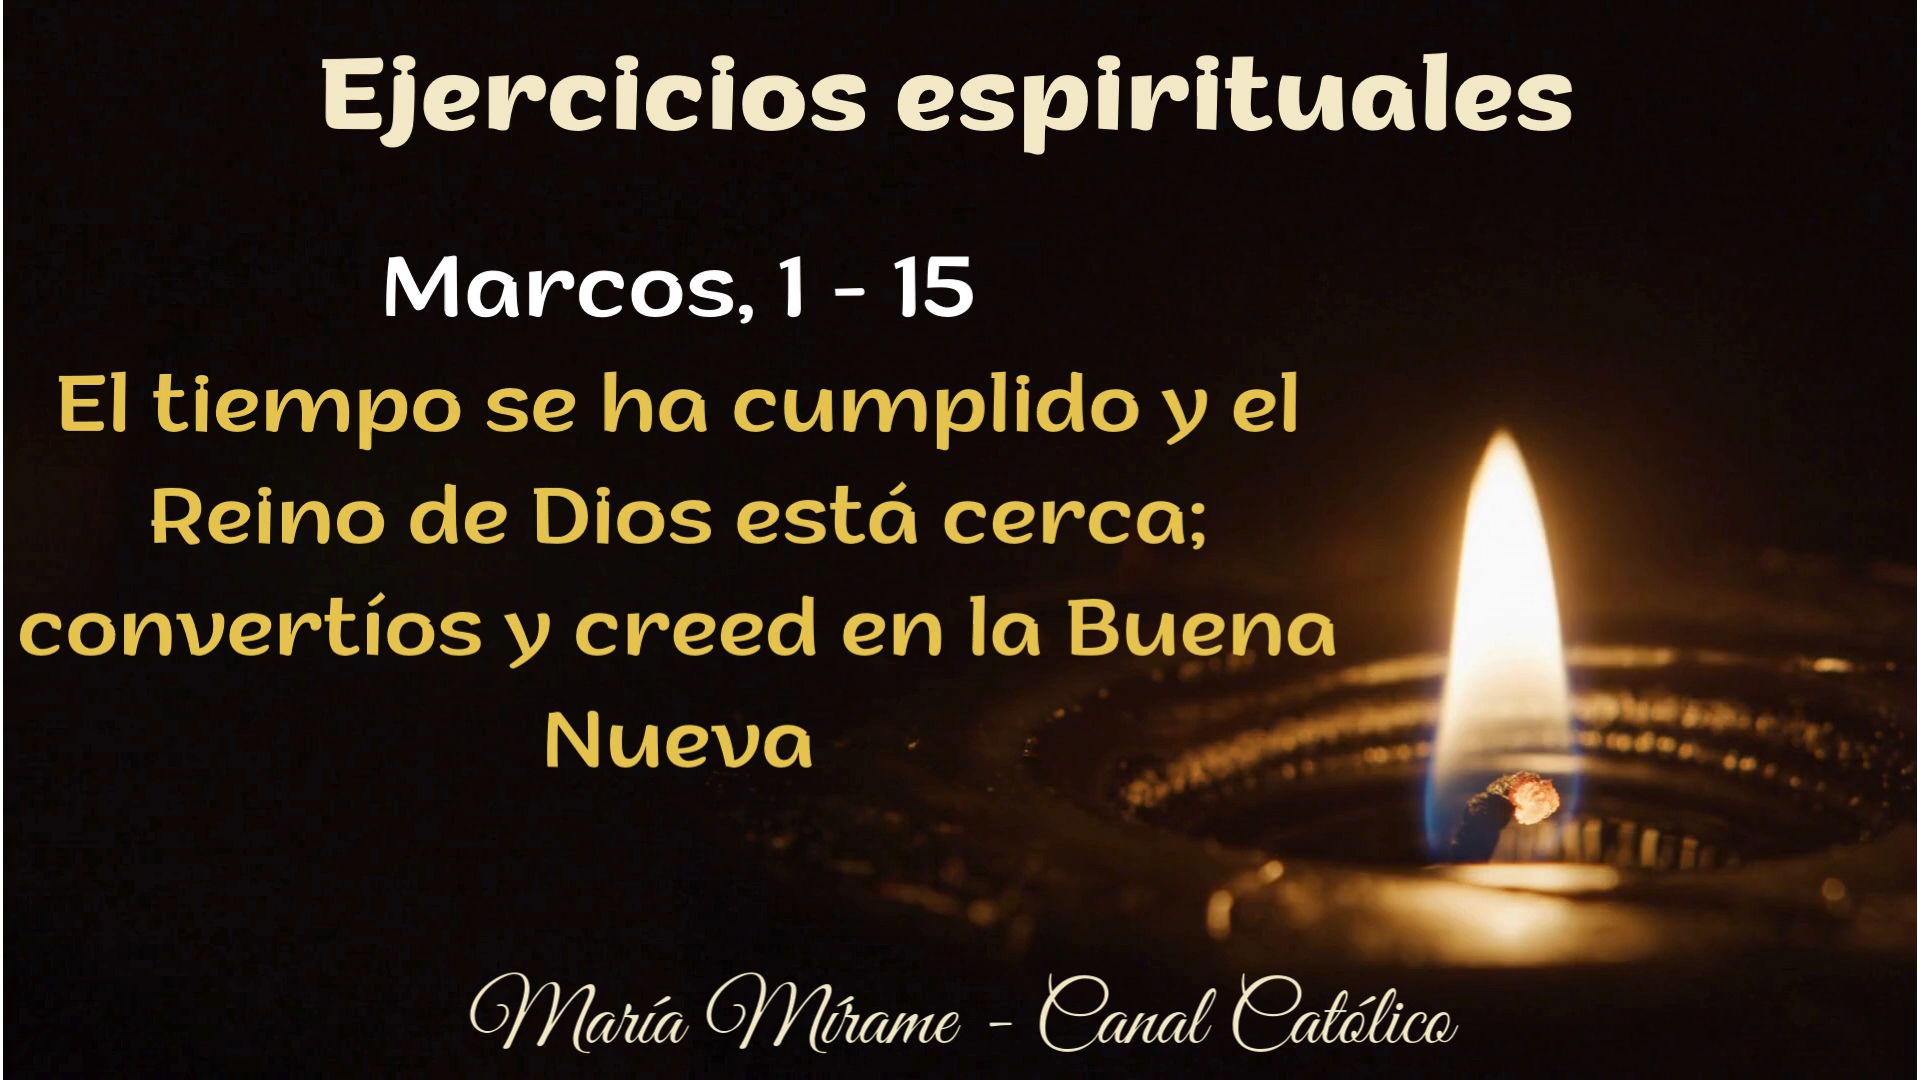 Ejercicios espirituales
Marcos, 1 - 15
El tiempo se ha cumplido y el
Reino de Dios está cerca;
convertíos y creed en la Buena
Nueva
María Mírame - Canal Católico